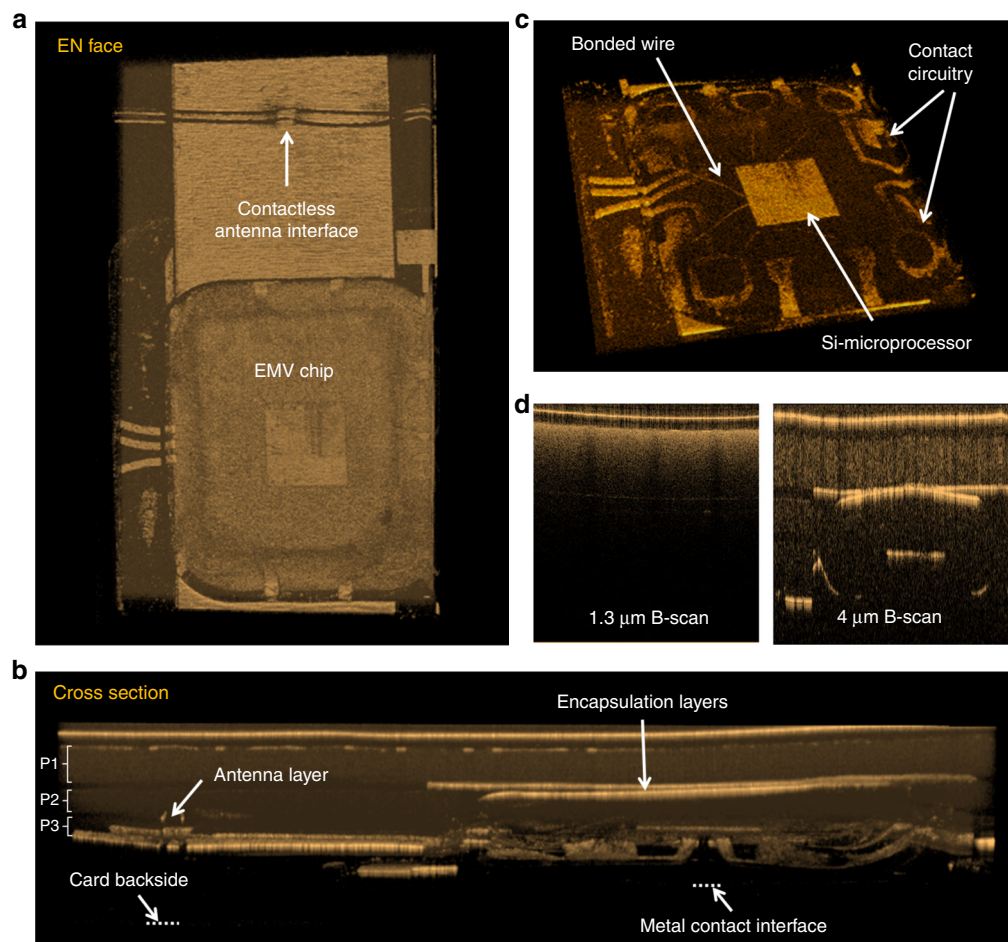 a
EN face
Contactless
antenna interface
EMV chip
c
Bonded wire
Contact
circuitry
Si-microprocessor
d
1.3 μm B-scan
4 μm B-scan
b
Cross section
Encapsulation layers
P1
Antenna layer
P2
P3
Card backside
Metal contact interface